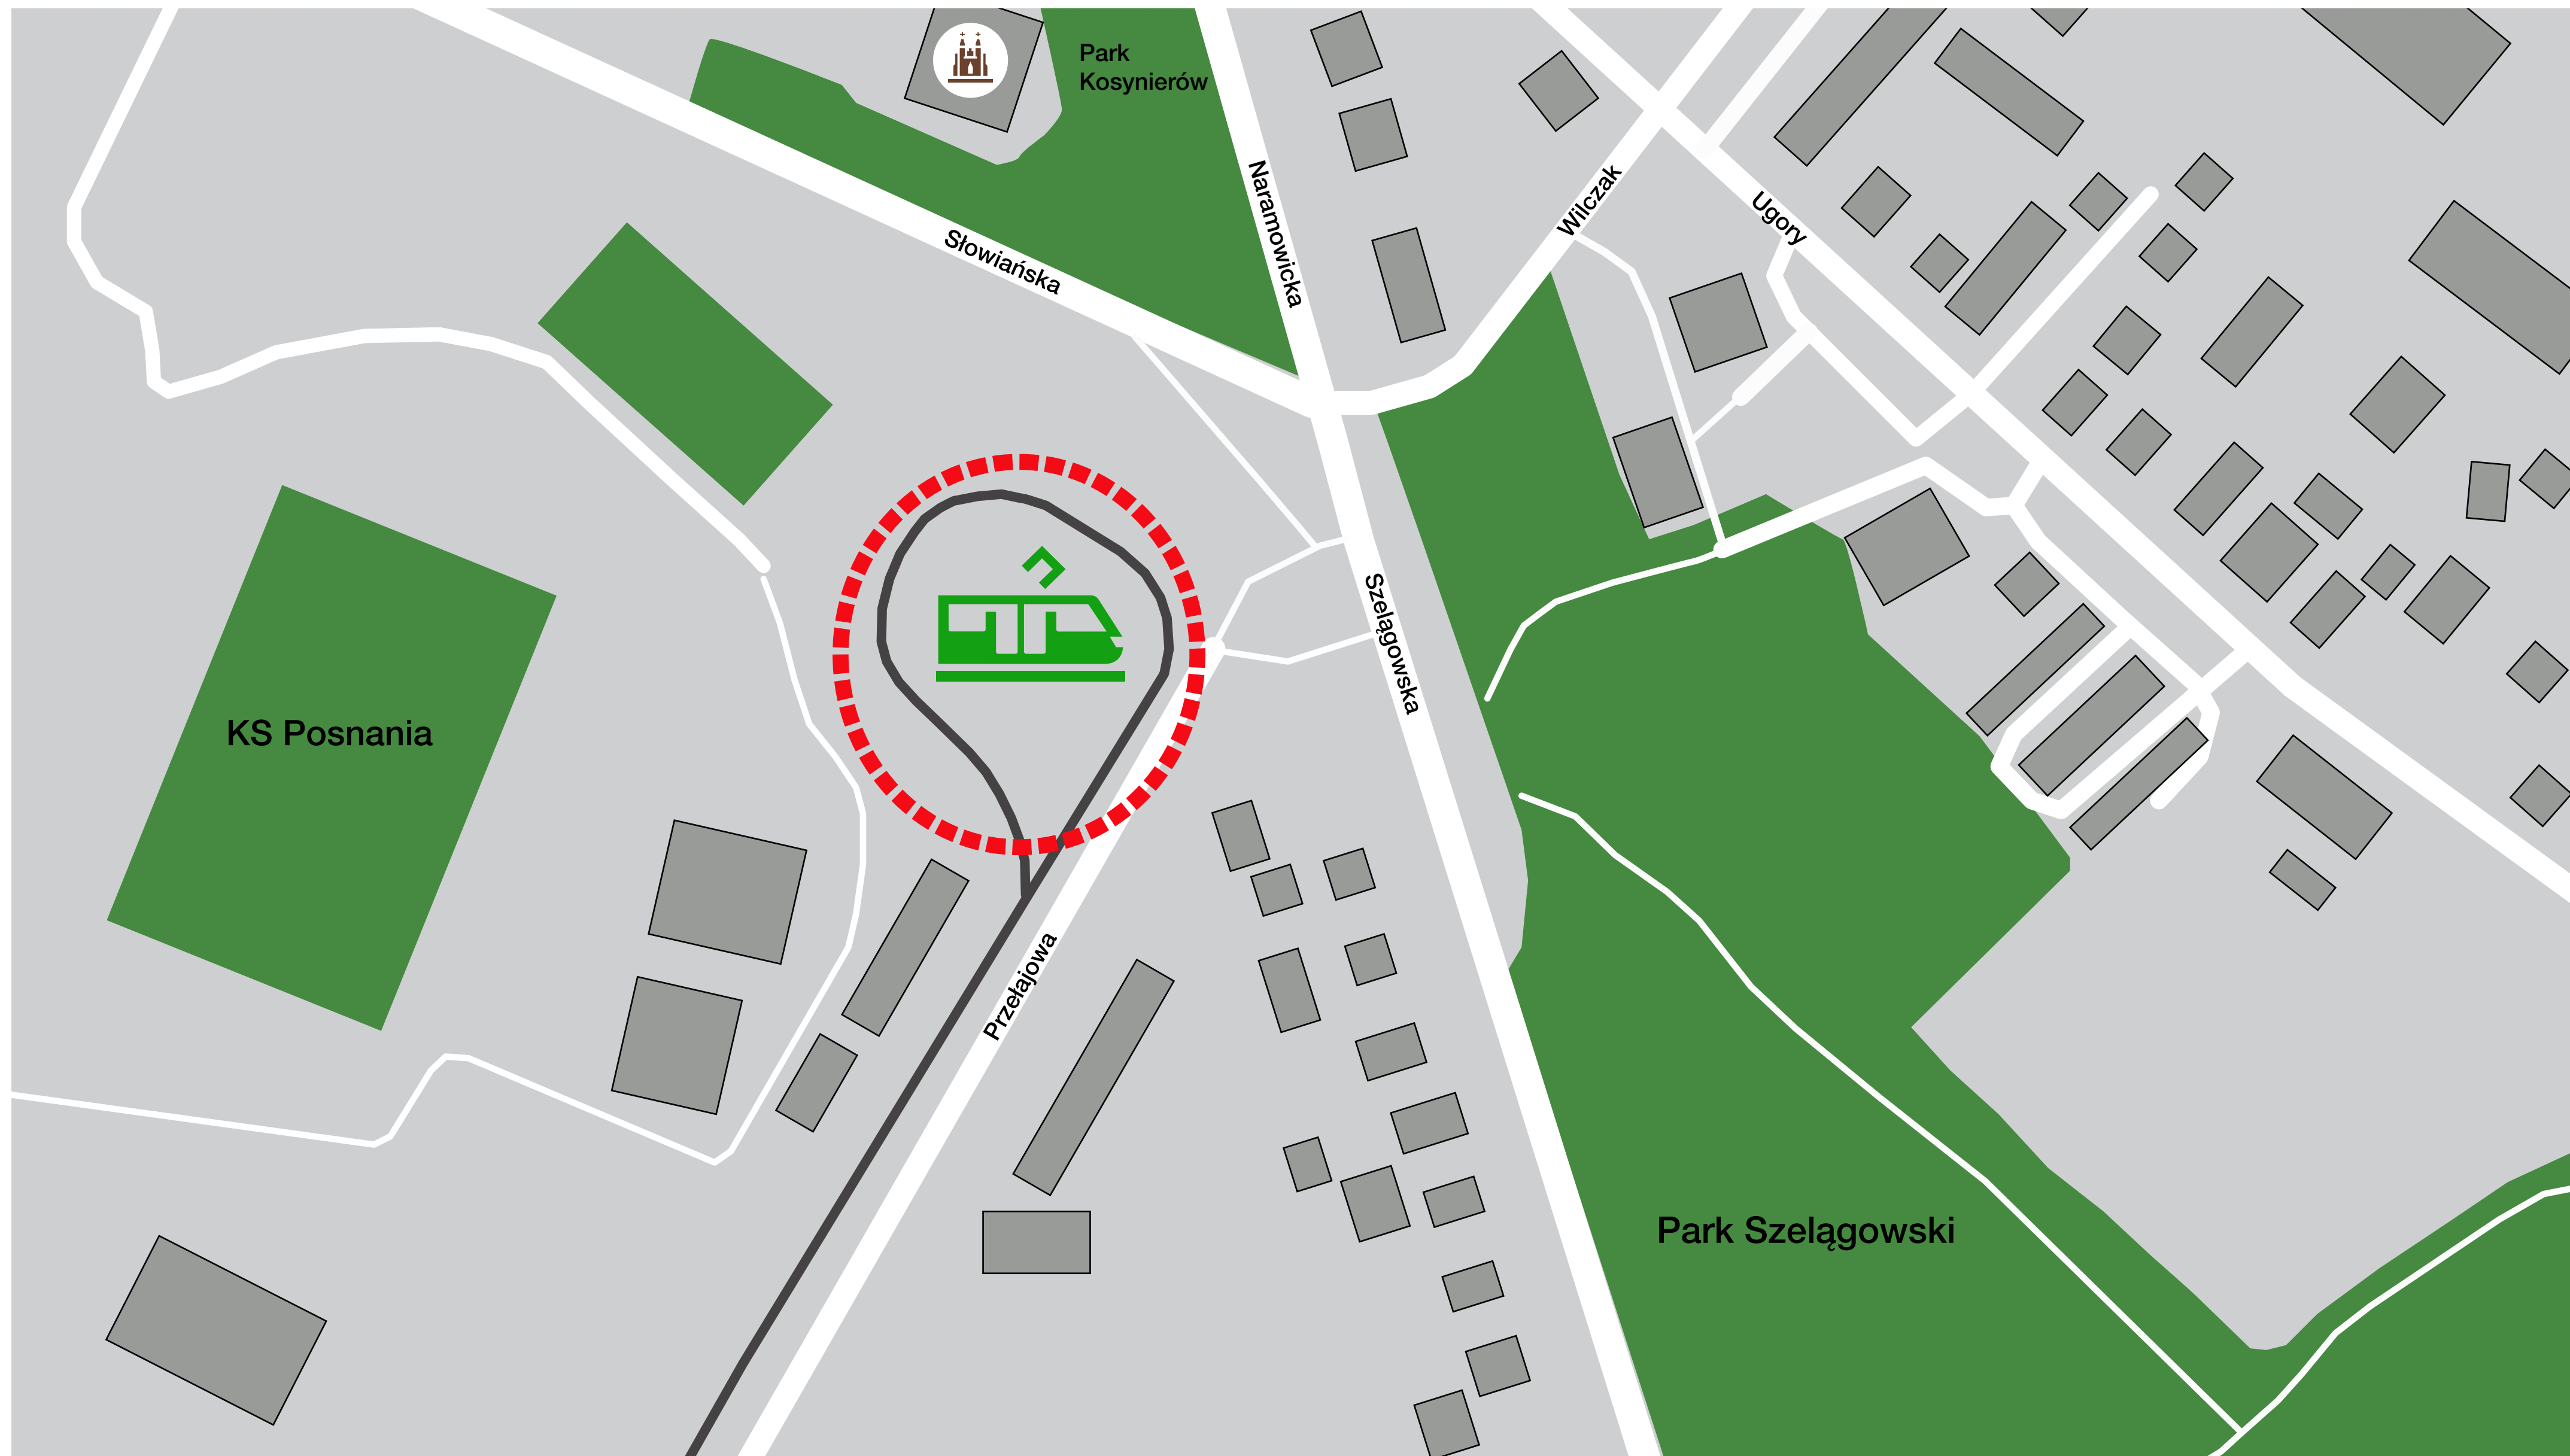 Park
Kosynierów
Naramowicka
Wilczak
Ugory
Słowiańska
Szelągowska
KS Posnania
Przełajowa
Park Szelągowski